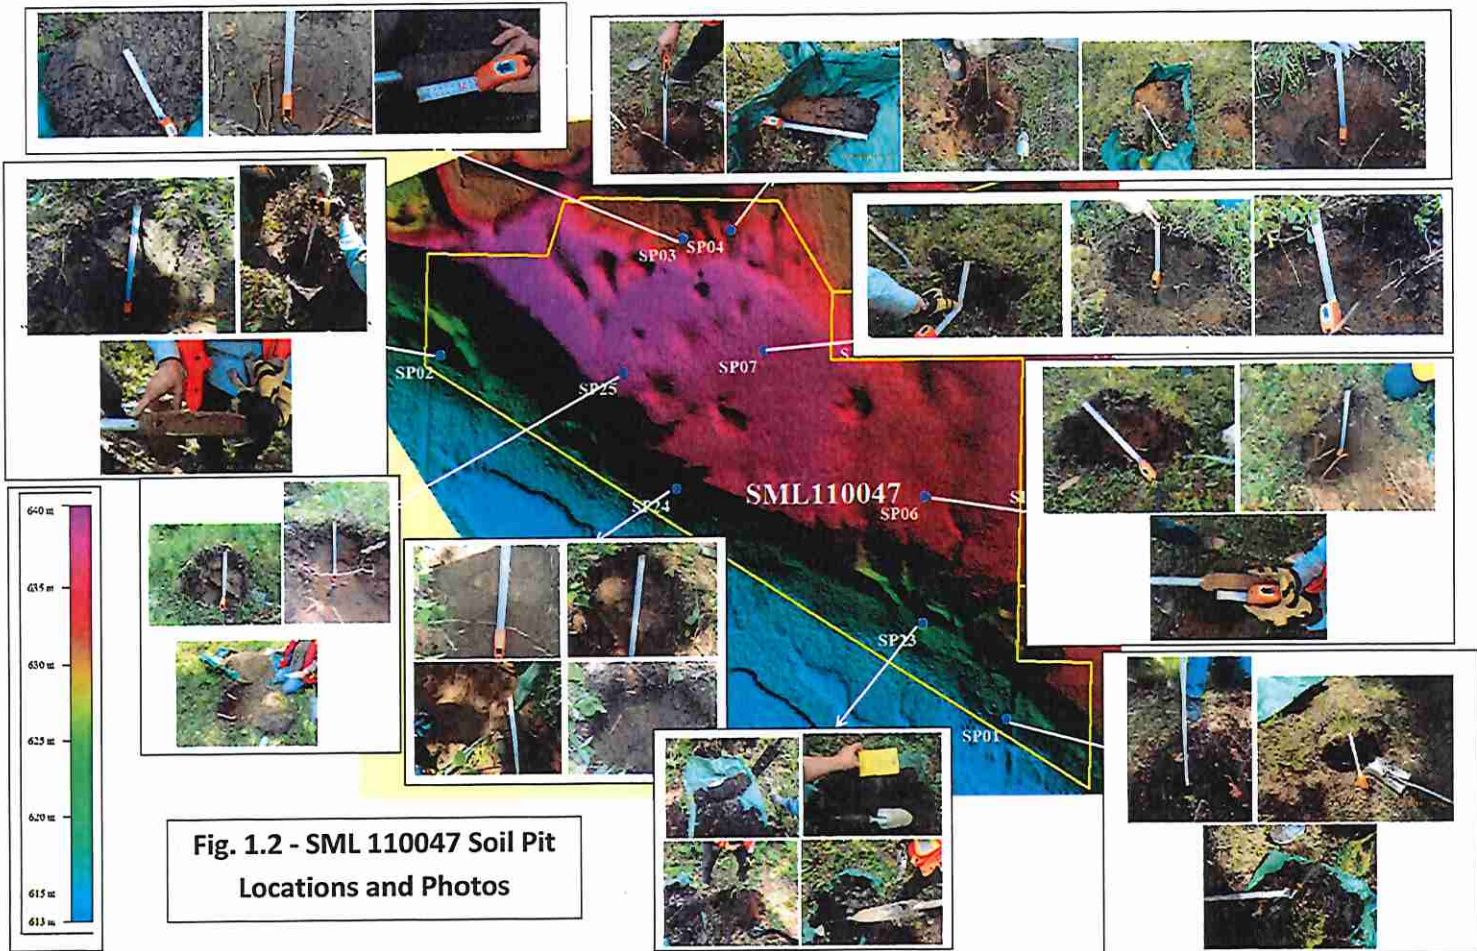 SP03
SP04
SP02
SP25
SP07
SP24
SML110047
SP06
SP23
SP01
640 m
635 m
630 m
625 m
620 m
615 m
613 m
Fig. 1.2 - SML 110047 Soil Pit
Locations and Photos